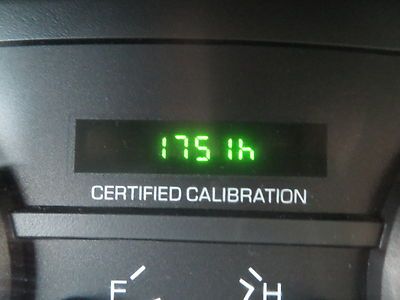 1751h
CERTIFIED CALIBRATION
F H